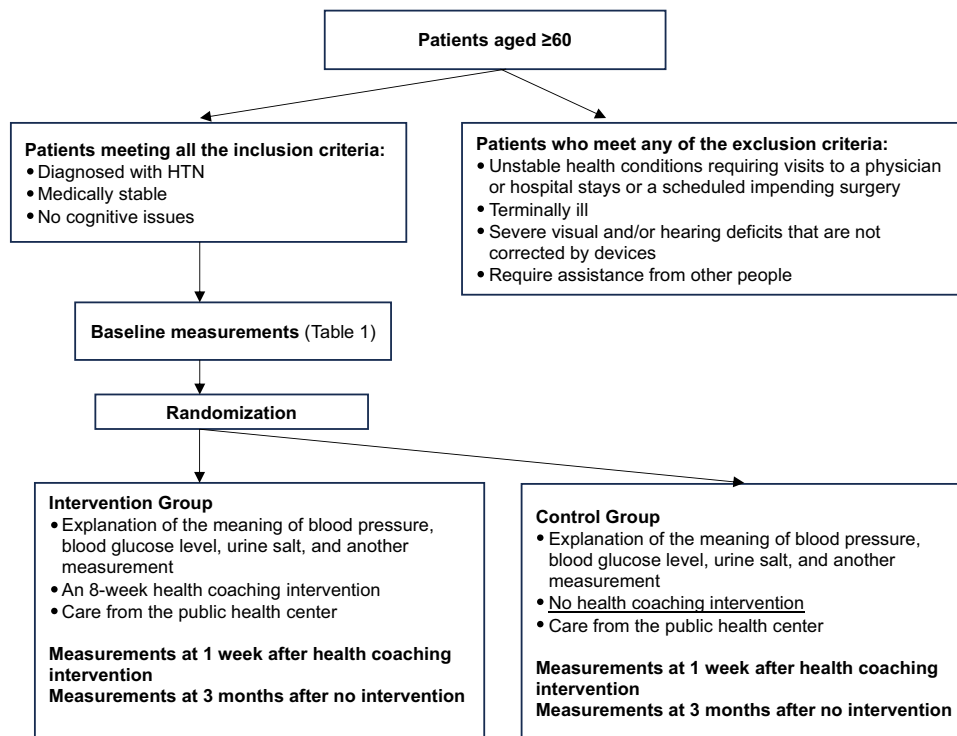 Patients aged ≥60
Patients meeting all the inclusion criteria:
• Diagnosed with HTN
• Medically stable
• No cognitive issues
Patients who meet any of the exclusion criteria:
• Unstable health conditions requiring visits to a physician
or hospital stays or a scheduled impending surgery
• Terminally ill
• Severe visual and/or hearing deficits that are not
corrected by devices
• Require assistance from other people
Baseline measurements (Table 1)
Randomization
Intervention Group
• Explanation of the meaning of blood pressure,
blood glucose level, urine salt, and another
measurement
• An 8-week health coaching intervention
• Care from the public health center
Measurements at 1 week after health coaching
intervention
Measurements at 3 months after no intervention
Control Group
• Explanation of the meaning of blood pressure,
blood glucose level, urine salt, and another
measurement
• No health coaching intervention
• Care from the public health center
Measurements at 1 week after health coaching
intervention
Measurements at 3 months after no intervention